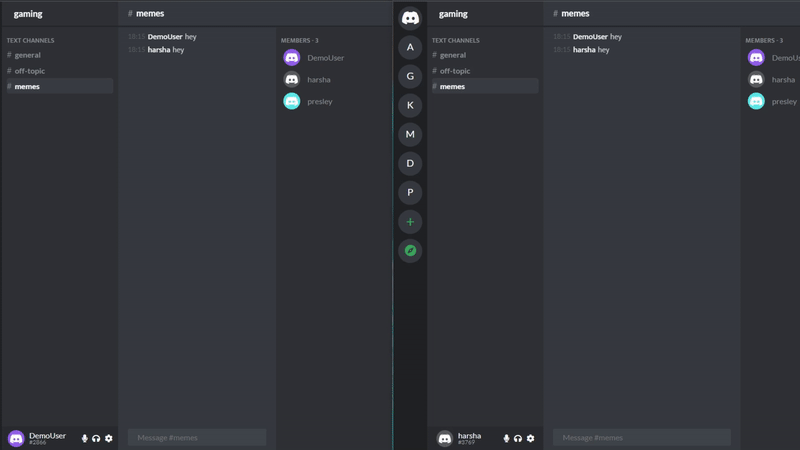 gaming
# memes
TEXT CHANNELS
# general
# off-topic
# memes
18:15 DemoUser hey
18:15 harsha hey
MEMBERS - 3
DemoUser
harsha
presley
DemoUser
#2866
Message #memes
A
G
K
M
D
P
gaming
# memes
TEXT CHANNELS
# general
# off-topic
# memes
18:15 DemoUser hey
18:15 harsha hey
MEMBERS - 3
DemoUs
harsha
presley
harsha
#2769
Message #memes